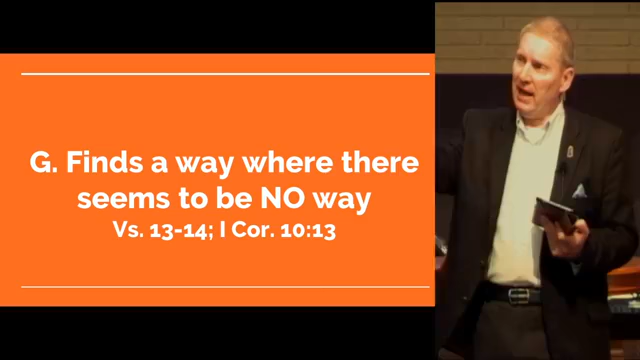 G. Finds a way where there
seems to be NO way
Vs. 13-14; I Cor. 10:13